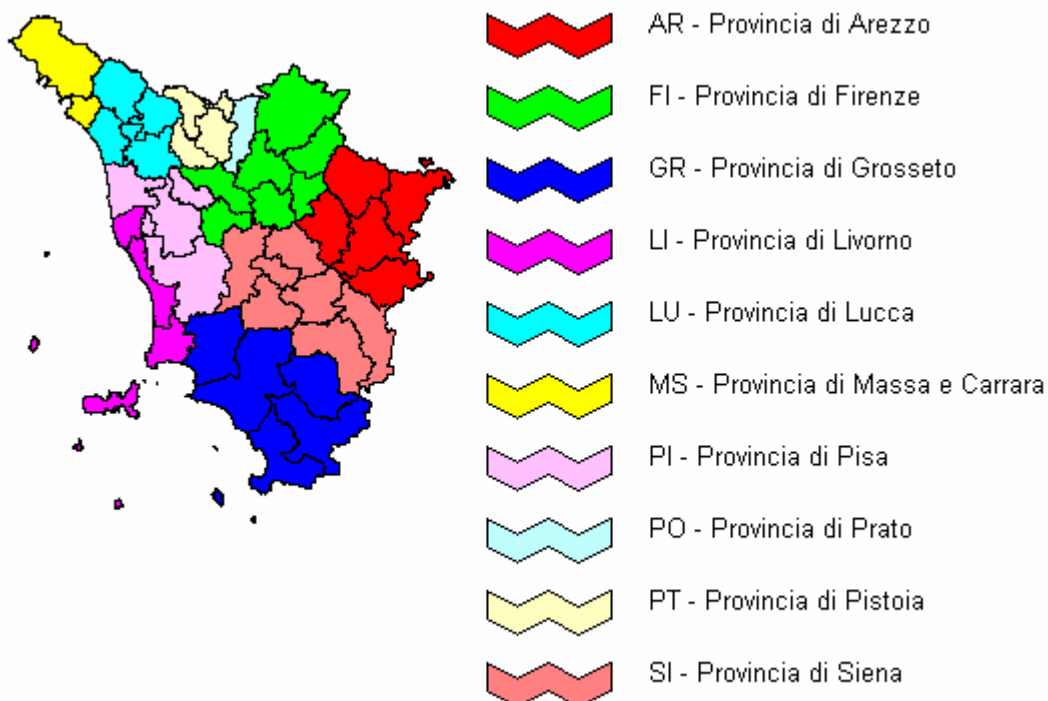 AR - Provincia di Arezzo
FI - Provincia di Firenze
GR - Provincia di Grosseto
LI - Provincia di Livorno
LU - Provincia di Lucca
MS - Provincia di Massa e Carrara
PI - Provincia di Pisa
PO - Provincia di Prato
PT - Provincia di Pistoia
SI - Provincia di Siena